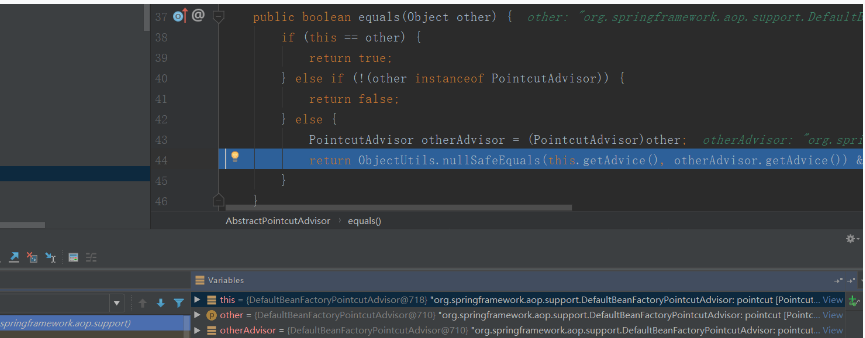 37 @ public boolean equals(Object other) { other: "org.springframework.aop.support.DefaultB
38 if (this == other) {
39 return true;
40 } else if (!(other instanceof PointcutAdvisor)) {
41 return false;
42 } else {
43 PointcutAdvisor otherAdvisor = (PointcutAdvisor)other; otherAdvisor: "org.spri
44 return ObjectUtils.nullSafeEquals(this.getAdvice(), otherAdvisor.getAdvice()) &
45 }
46 }
AbstractPointcutAdvisor › equals()
Variables
this = {DefaultBeanFactoryPointcutAdvisor@718} "org.springframework.aop.support.DefaultBeanFactoryPointcutAdvisor: pointcut [Pointcut... View
other = {DefaultBeanFactoryPointcutAdvisor@710} "org.springframework.aop.support.DefaultBeanFactoryPointcutAdvisor: pointcut [Pointc... View
springframework.aop.support)
otherAdvisor = {DefaultBeanFactoryPointcutAdvisor@710} "org.springframework.aop.support.DefaultBeanFactoryPointcutAdvisor: pointcut... View